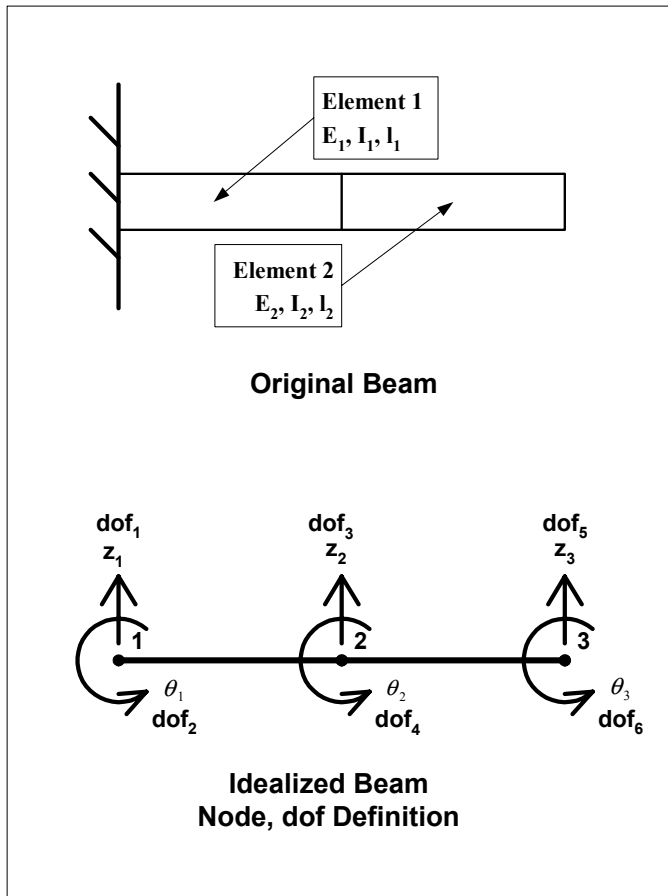 Element 1
E₁, I₁, l₁
Element 2
E₂, I₂, l₂
Original Beam
dof₁
z₁
dof₃
z₂
dof₅
z₃
1
2
3
θ₁
dof₂
θ₂
dof₄
θ₃
dof₆
Idealized Beam
Node, dof Definition